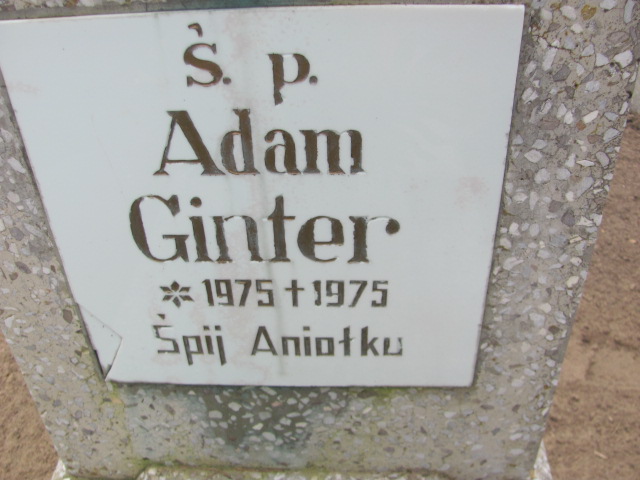 Ś. p.
Adam
Ginter
* 1975 † 1975
Śpij Aniołku